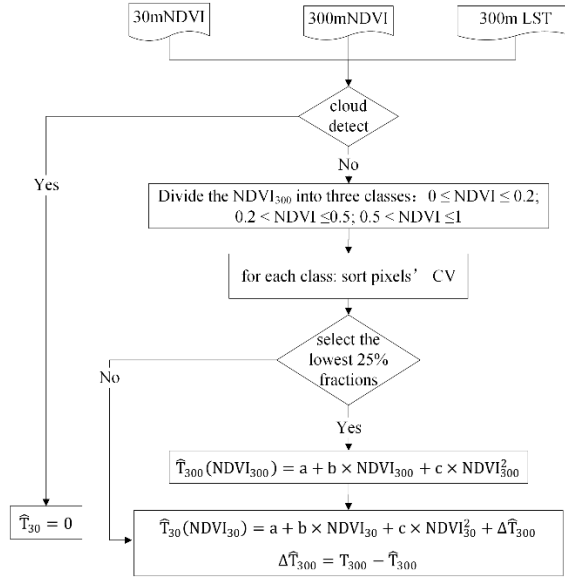 30mNDVI
300mNDVI
300m LST
cloud
detect
Yes
No
Divide the NDVI₃₀₀ into three classes：0 ≤ NDVI ≤ 0.2;
0.2 < NDVI ≤0.5; 0.5 < NDVI ≤1
for each class: sort pixels’ CV
select the
lowest 25%
fractions
No
Yes
T̂₃₀₀(NDVI₃₀₀) = a + b × NDVI₃₀₀ + c × NDVI²₃₀₀
T̂₃₀ = 0
T̂₃₀(NDVI₃₀) = a + b × NDVI₃₀ + c × NDVI²₃₀ + ΔT̂₃₀₀
ΔT̂₃₀₀ = T₃₀₀ − T̂₃₀₀